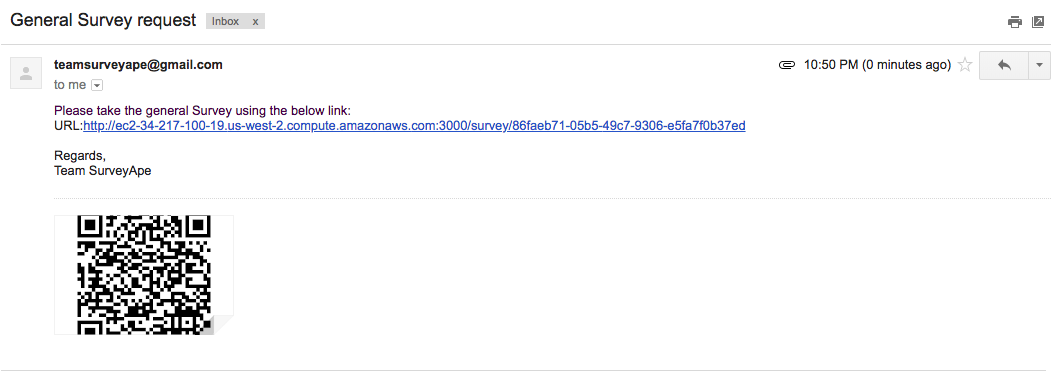 General Survey request Inbox x
teamsurveyape@gmail.com 10:50 PM (0 minutes ago)
to me
Please take the general Survey using the below link:
URL:http://ec2-34-217-100-19.us-west-2.compute.amazonaws.com:3000/survey/86faeb71-05b5-49c7-9306-e5fa7f0b37ed
Regards,
Team SurveyApe